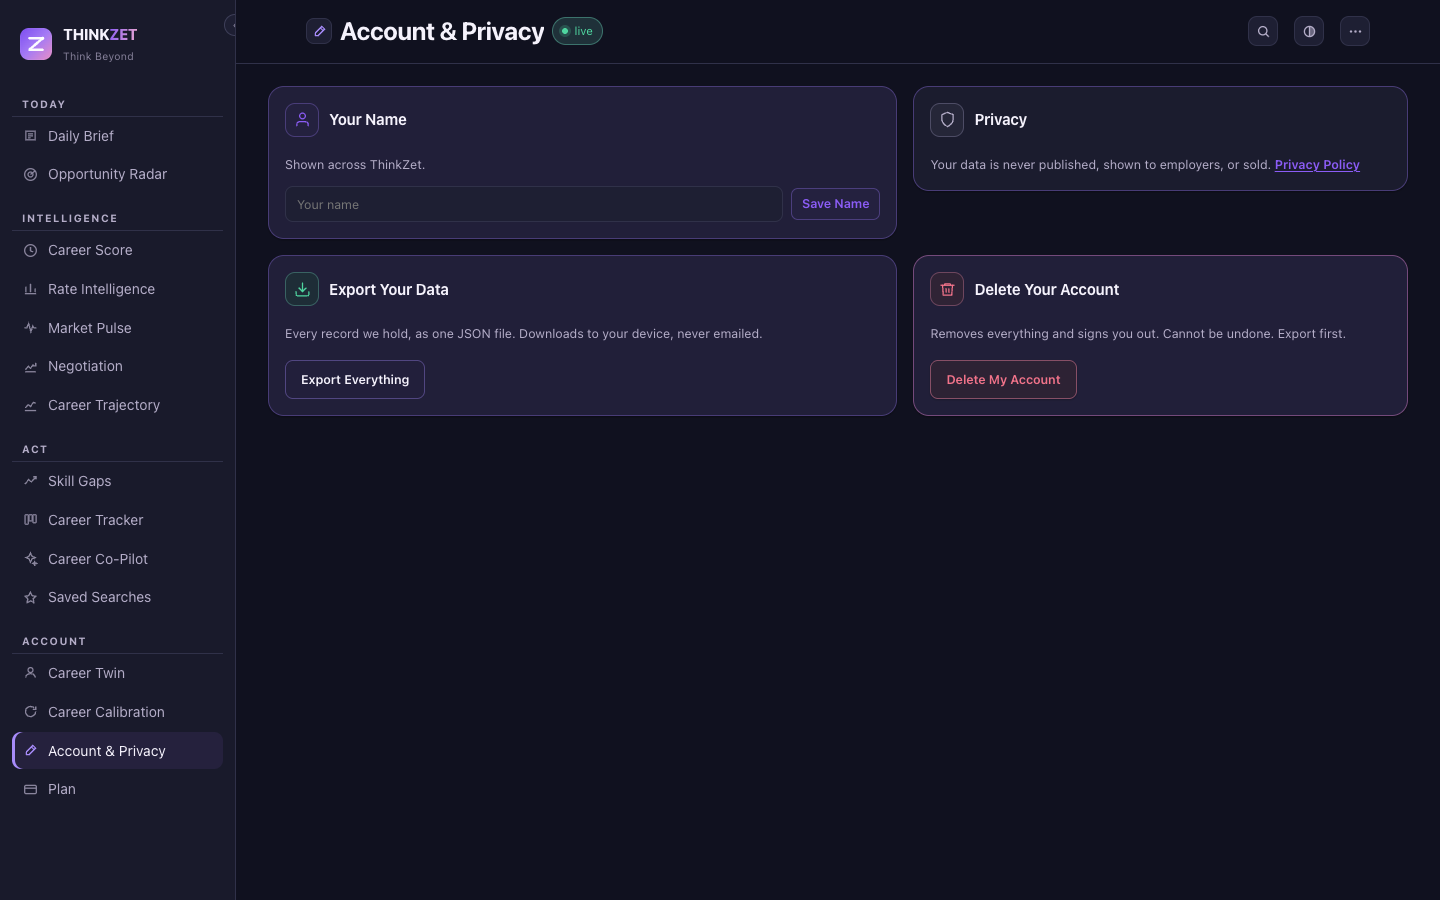 THINKZET
Think Beyond
TODAY
Daily Brief
Opportunity Radar
INTELLIGENCE
Career Score
Rate Intelligence
Market Pulse
Negotiation
Career Trajectory
ACT
Skill Gaps
Career Tracker
Career Co-Pilot
Saved Searches
ACCOUNT
Career Twin
Career Calibration
Account & Privacy
Plan
Account & Privacy live
Your Name
Shown across ThinkZet.
Your name
Save Name
Privacy
Your data is never published, shown to employers, or sold. Privacy Policy
Export Your Data
Every record we hold, as one JSON file. Downloads to your device, never emailed.
Export Everything
Delete Your Account
Removes everything and signs you out. Cannot be undone. Export first.
Delete My Account